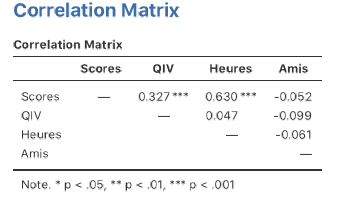 Correlation Matrix
Correlation Matrix
Scores QIV Heures Amis
Scores — 0.327 *** 0.630 *** -0.052
QIV — 0.047 -0.099
Heures — -0.061
Amis —
Note. * p < .05, ** p < .01, *** p < .001